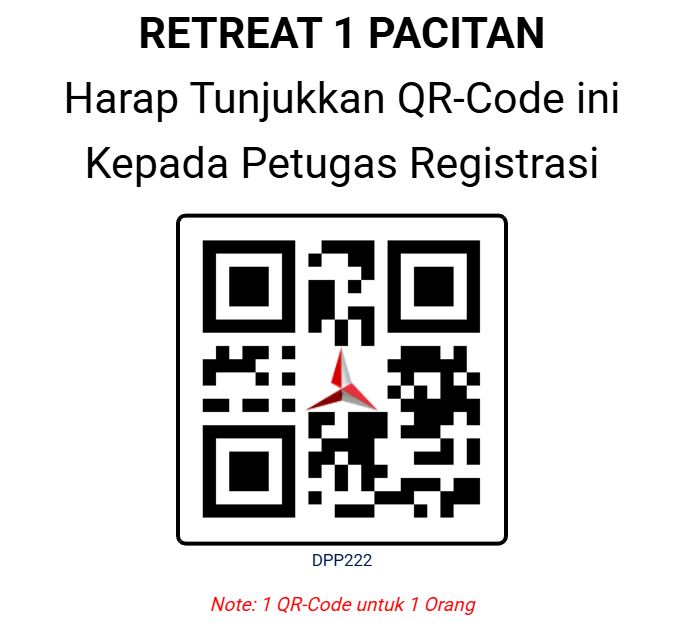 RETREAT 1 PACITAN
Harap Tunjukkan QR-Code ini
Kepada Petugas Registrasi
DPP222
Note: 1 QR-Code untuk 1 Orang